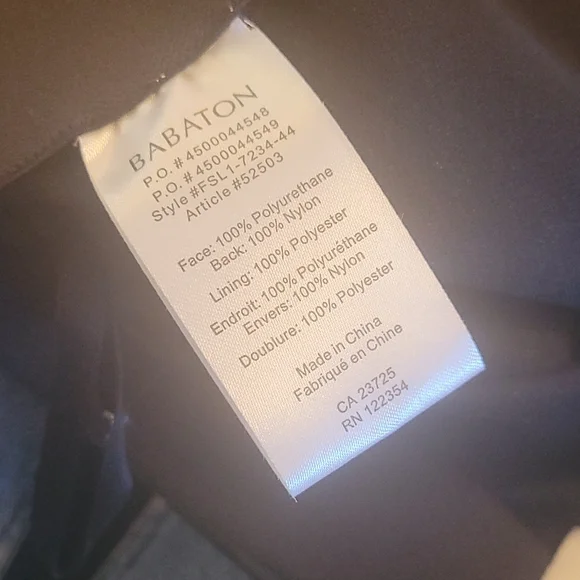 BABATON
P.O. #4500044548
P.O. #4500044549
Style #FSL1-7234-44
Article #52503
Face: 100% Polyurethane
Back: 100% Nylon
Lining: 100% Polyester
Endroit: 100% Polyuréthane
Envers: 100% Nylon
Doublure: 100% Polyester
Made in China
Fabriqué en Chine
CA 23725
RN 122354